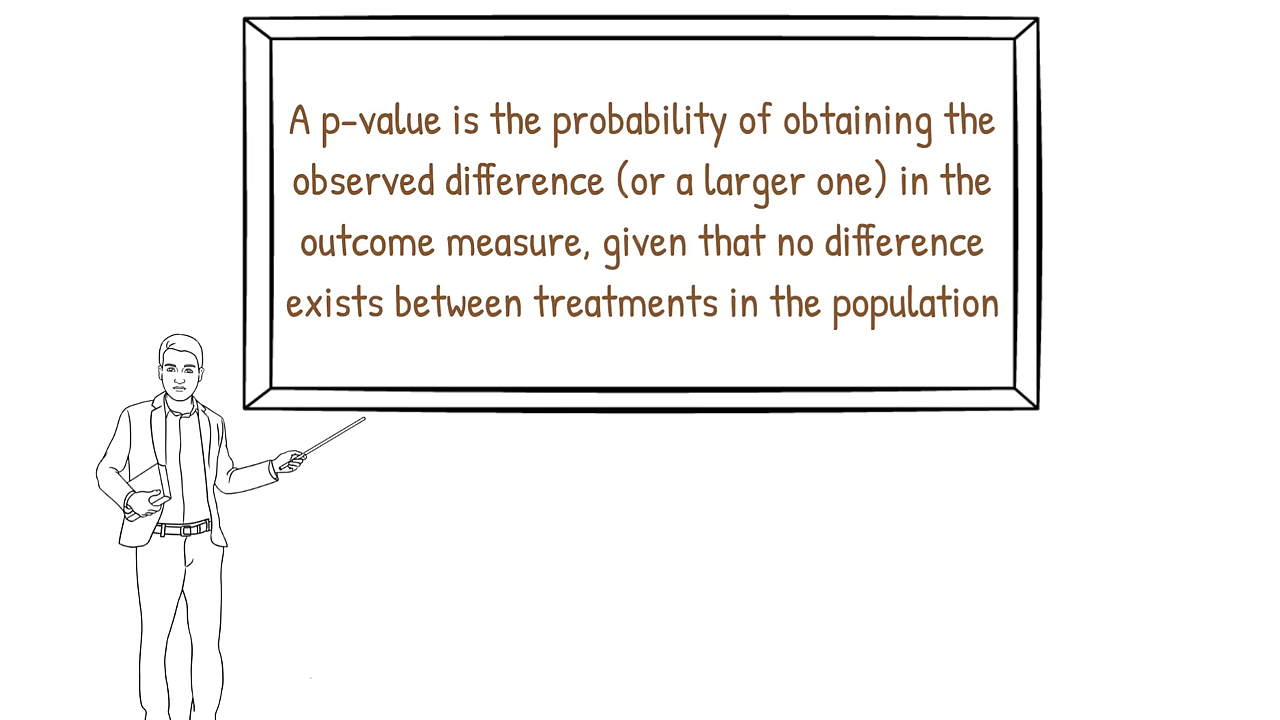 A p-value is the probability of obtaining the
observed difference (or a larger one) in the
outcome measure, given that no difference
exists between treatments in the population